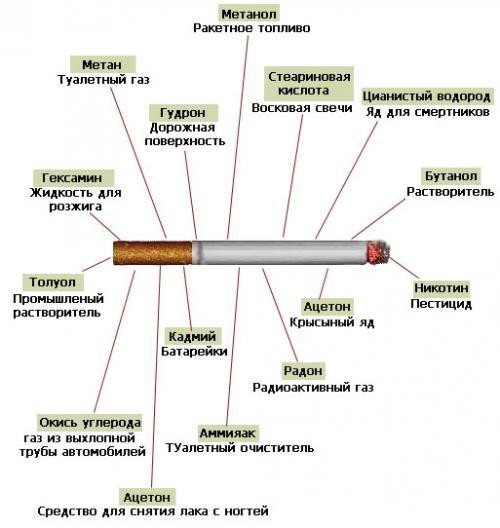 Метанол
Ракетное топливо
Метан
Туалетный газ
Стеариновая
кислота
Восковая свечи
Цианистый водород
Яд для смертников
Гудрон
Дорожная
поверхность
Гексамин
Жидкость для
розжига
Бутанол
Растворитель
Толуол
Промышленый
растворитель
Никотин
Пестицид
Ацетон
Крысиный яд
Кадмий
Батарейки
Радон
Радиоактивный газ
Окись углерода
газ из выхлопной
трубы автомобилей
Аммияак
ТУалетный очиститель
Ацетон
Средство для снятия лака с ногтей